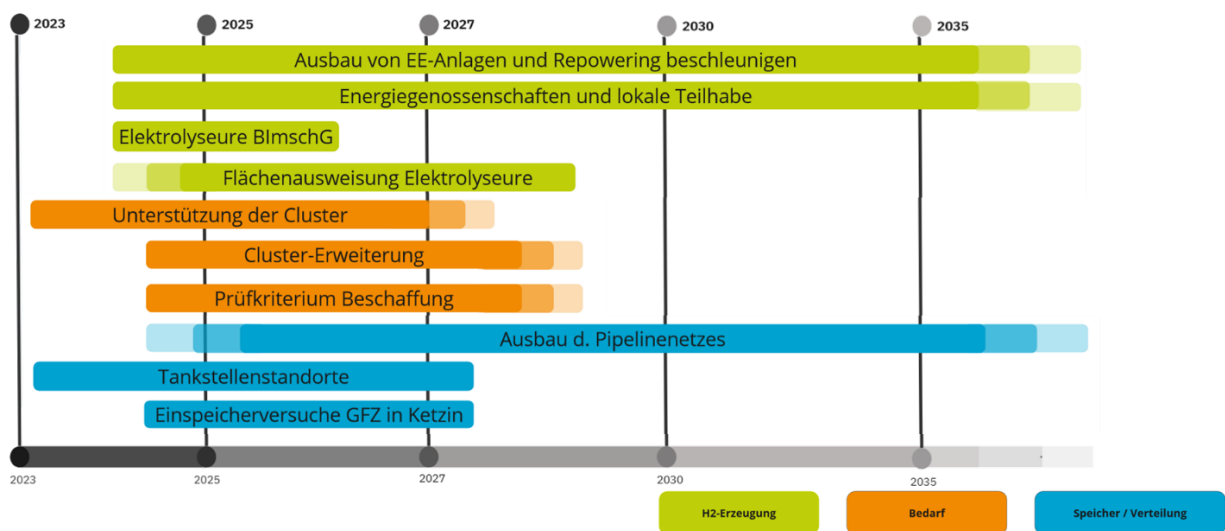 2023
2025
2027
2030
2035
Ausbau von EE-Anlagen und Repowering beschleunigen
Energiegenossenschaften und lokale Teilhabe
Elektrolyseure BImschG
Flächenausweisung Elektrolyseure
Unterstützung der Cluster
Cluster-Erweiterung
Prüfkriterium Beschaffung
Ausbau d. Pipelinenetzes
Tankstellenstandorte
Einspeicherversuche GFZ in Ketzin
2023
2025
2027
2030
2035
H2-Erzeugung
Bedarf
Speicher / Verteilung